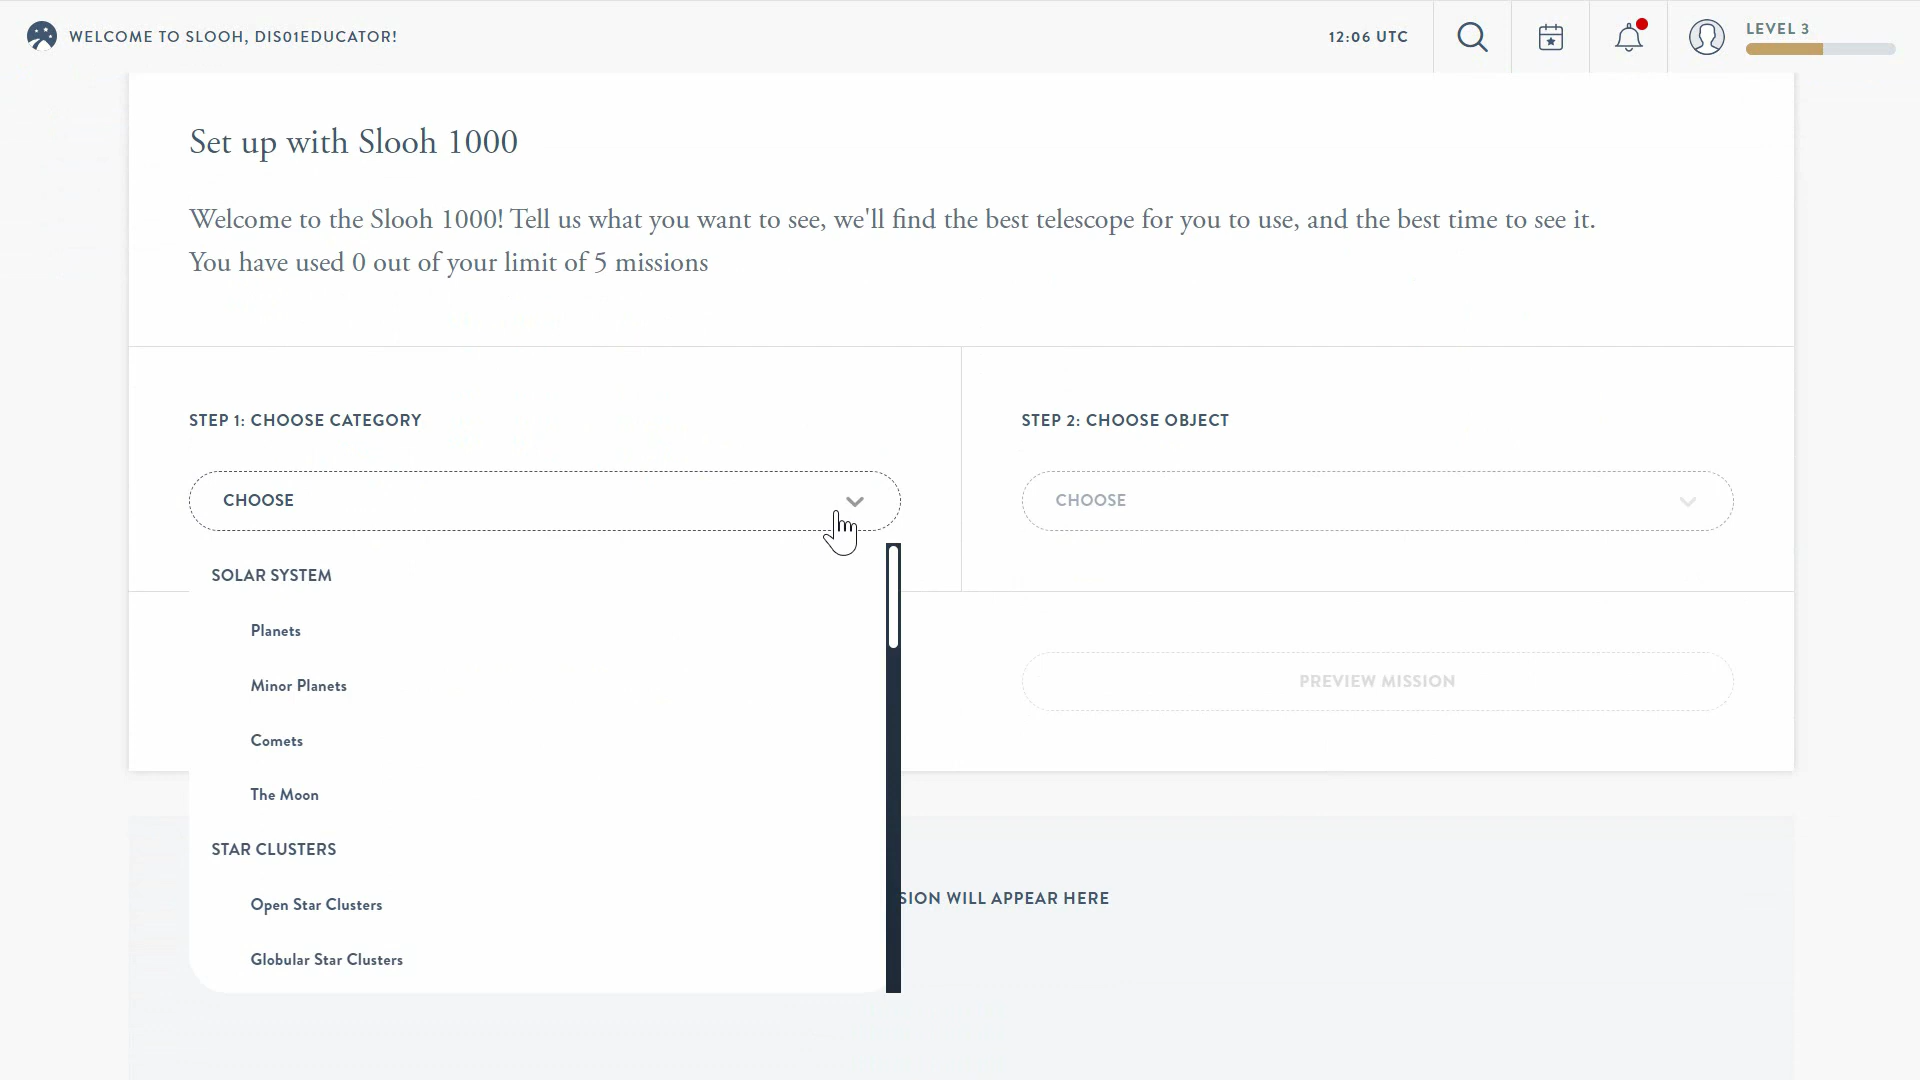 WELCOME TO SLOOH, DIS01EDUCATOR!
12:06 UTC
LEVEL 3
Set up with Slooh 1000
Welcome to the Slooh 1000! Tell us what you want to see, we'll find the best telescope for you to use, and the best time to see it.
You have used 0 out of your limit of 5 missions
STEP 1: CHOOSE CATEGORY
STEP 2: CHOOSE OBJECT
CHOOSE
CHOOSE
SOLAR SYSTEM
Planets
Minor Planets
Comets
The Moon
STAR CLUSTERS
Open Star Clusters
Globular Star Clusters
PREVIEW MISSION
SION WILL APPEAR HERE